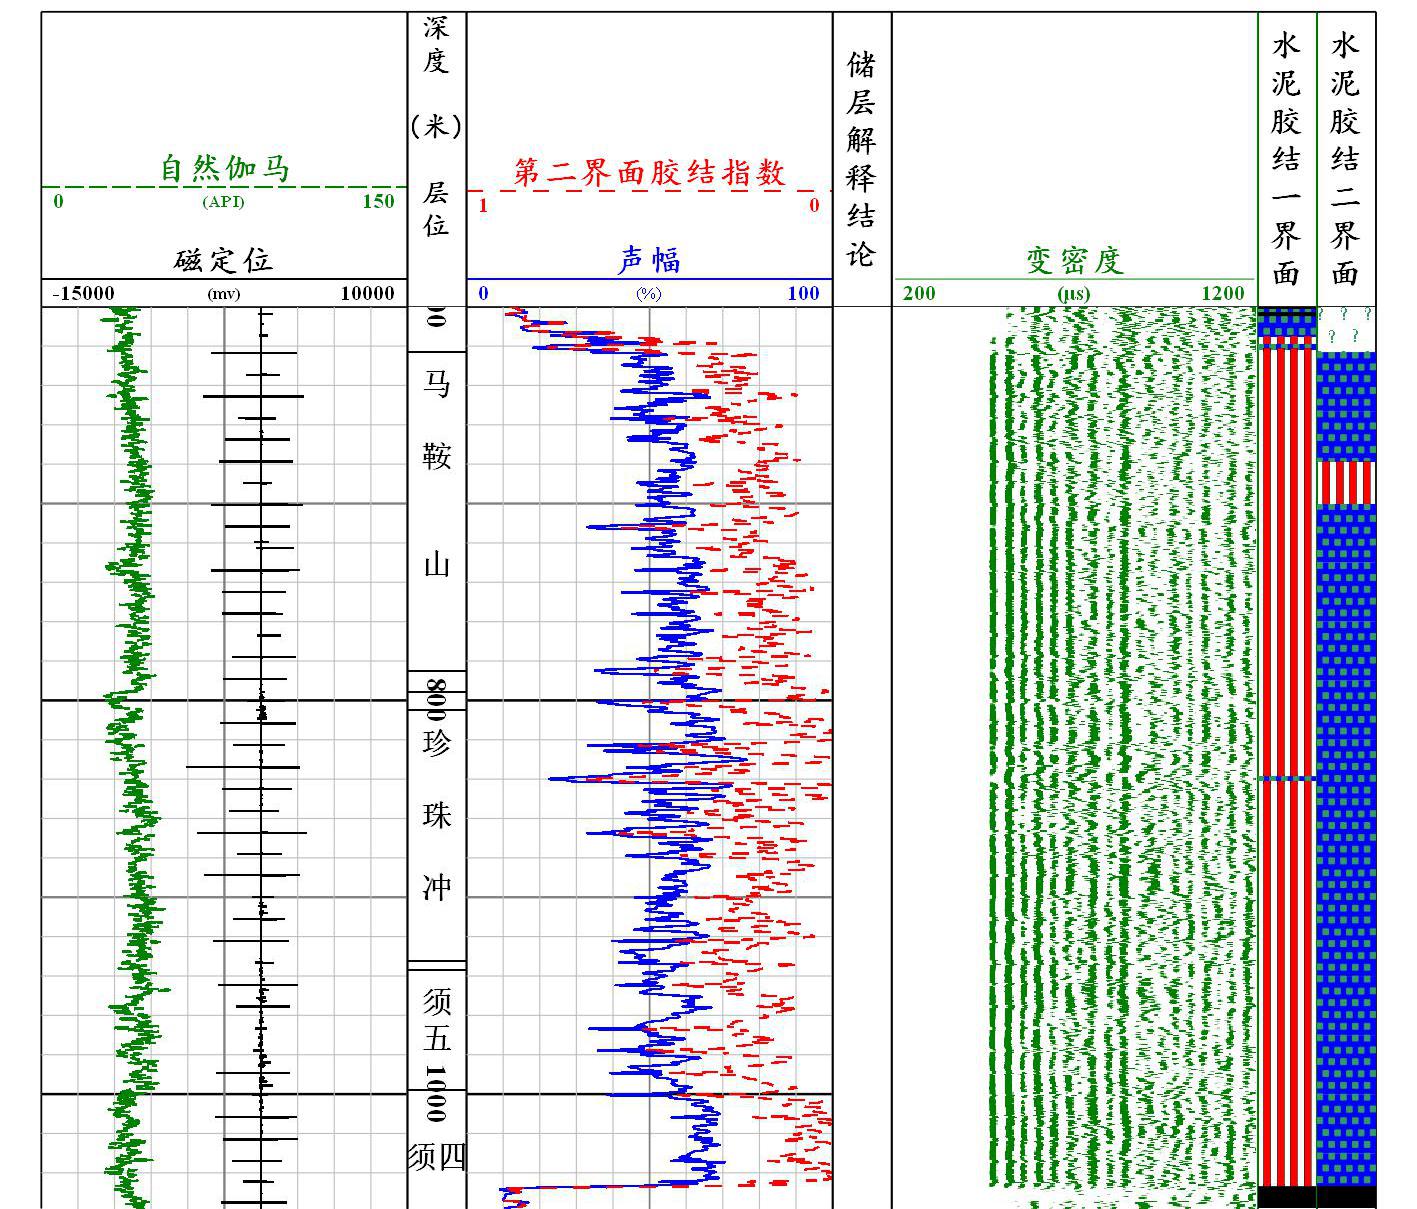 自然伽马
0 (API) 150
磁定位
-15000 (mv) 10000
深度
(米)
层位
第二界面胶结指数
1 0
声幅
0 (%) 100
储层解释结论
变密度
200 (μs) 1200
水泥胶结一界面
水泥胶结二界面
00
马鞍山
800
珍珠冲
须五
1000
须四
? ? ?
? ?